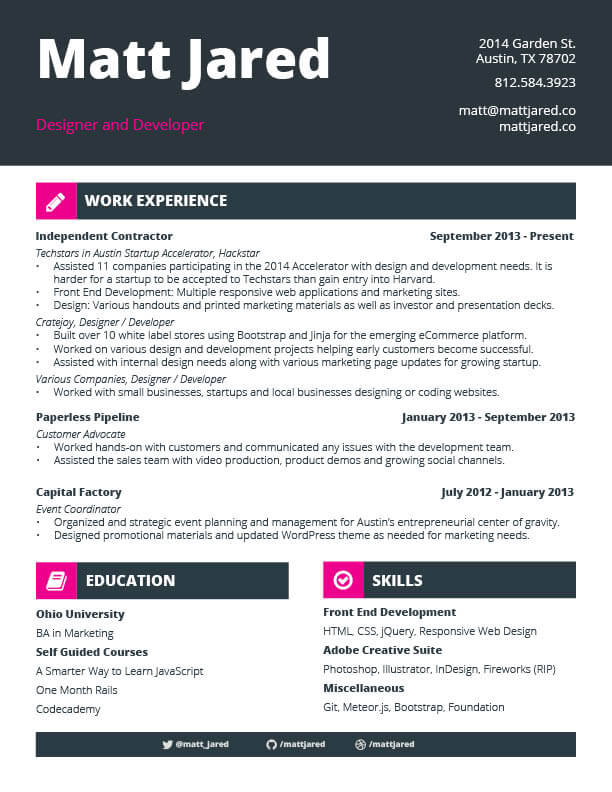 Matt Jared
Designer and Developer
2014 Garden St.
Austin, TX 78702
812.584.3923
matt@mattjared.co
mattjared.co
WORK EXPERIENCE
Independent Contractor September 2013 - Present
Techstars in Austin Startup Accelerator, Hackstar
• Assisted 11 companies participating in the 2014 Accelerator with design and development needs. It is
harder for a startup to be accepted to Techstars than gain entry into Harvard.
• Front End Development: Multiple responsive web applications and marketing sites.
• Design: Various handouts and printed marketing materials as well as investor and presentation decks.
Cratejoy, Designer / Developer
• Built over 10 white label stores using Bootstrap and Jinja for the emerging eCommerce platform.
• Worked on various design and development projects helping early customers become successful.
• Assisted with internal design needs along with various marketing page updates for growing startup.
Various Companies, Designer / Developer
• Worked with small businesses, startups and local businesses designing or coding websites.
Paperless Pipeline January 2013 - September 2013
Customer Advocate
• Worked hands-on with customers and communicated any issues with the development team.
• Assisted the sales team with video production, product demos and growing social channels.
Capital Factory July 2012 - January 2013
Event Coordinator
• Organized and strategic event planning and management for Austin's entrepreneurial center of gravity.
• Designed promotional materials and updated WordPress theme as needed for marketing needs.
EDUCATION
Ohio University
BA in Marketing
Self Guided Courses
A Smarter Way to Learn JavaScript
One Month Rails
Codecademy
SKILLS
Front End Development
HTML, CSS, jQuery, Responsive Web Design
Adobe Creative Suite
Photoshop, Illustrator, InDesign, Fireworks (RIP)
Miscellaneous
Git, Meteor.js, Bootstrap, Foundation
@matt_jared /mattjared /mattjared